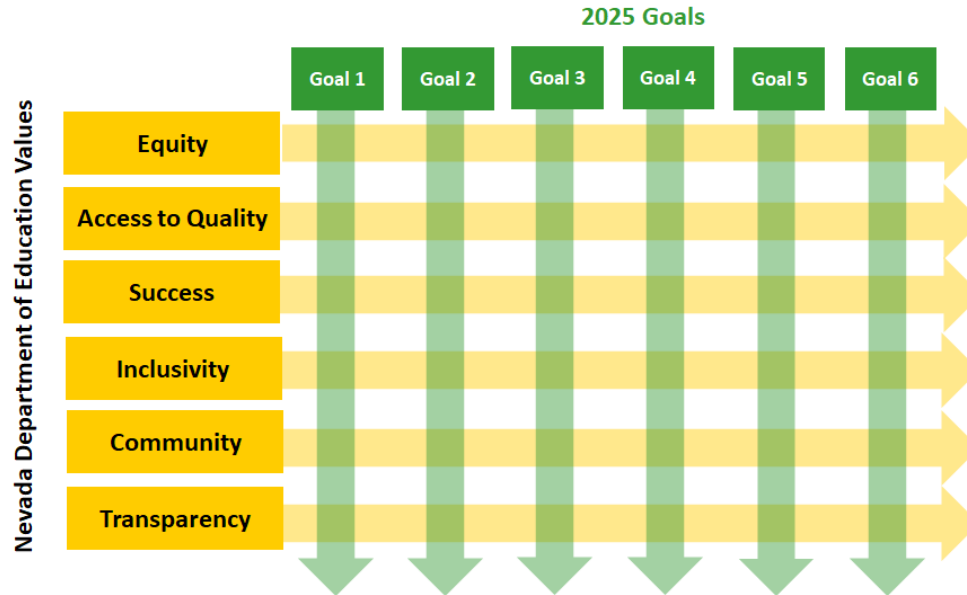 2025 Goals
Goal 1
Goal 2
Goal 3
Goal 4
Goal 5
Goal 6
Nevada Department of Education Values
Equity
Access to Quality
Success
Inclusivity
Community
Transparency